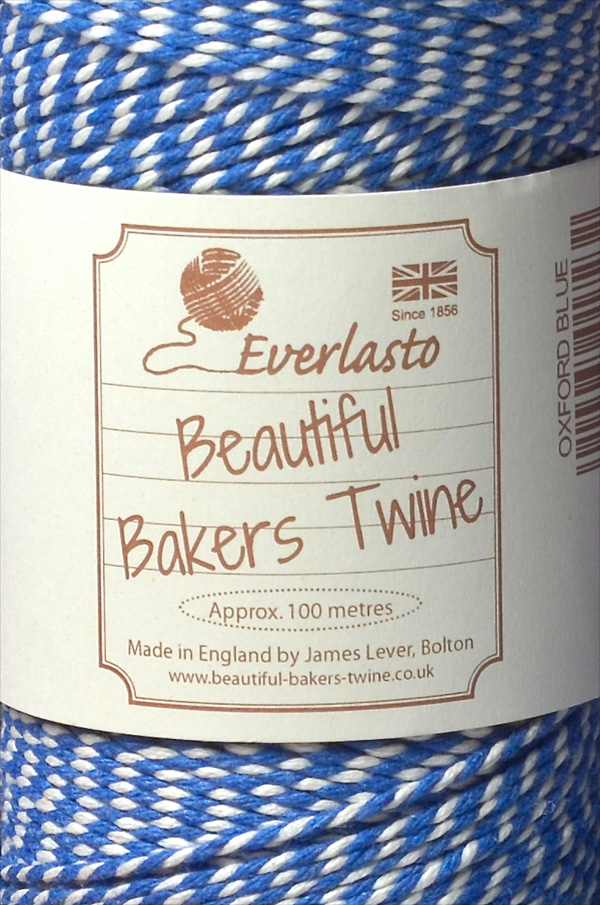 Since 1856
Everlasto
Beautiful
Bakers Twine
Approx. 100 metres
Made in England by James Lever, Bolton
www.beautiful-bakers-twine.co.uk
OXFORD BLUE